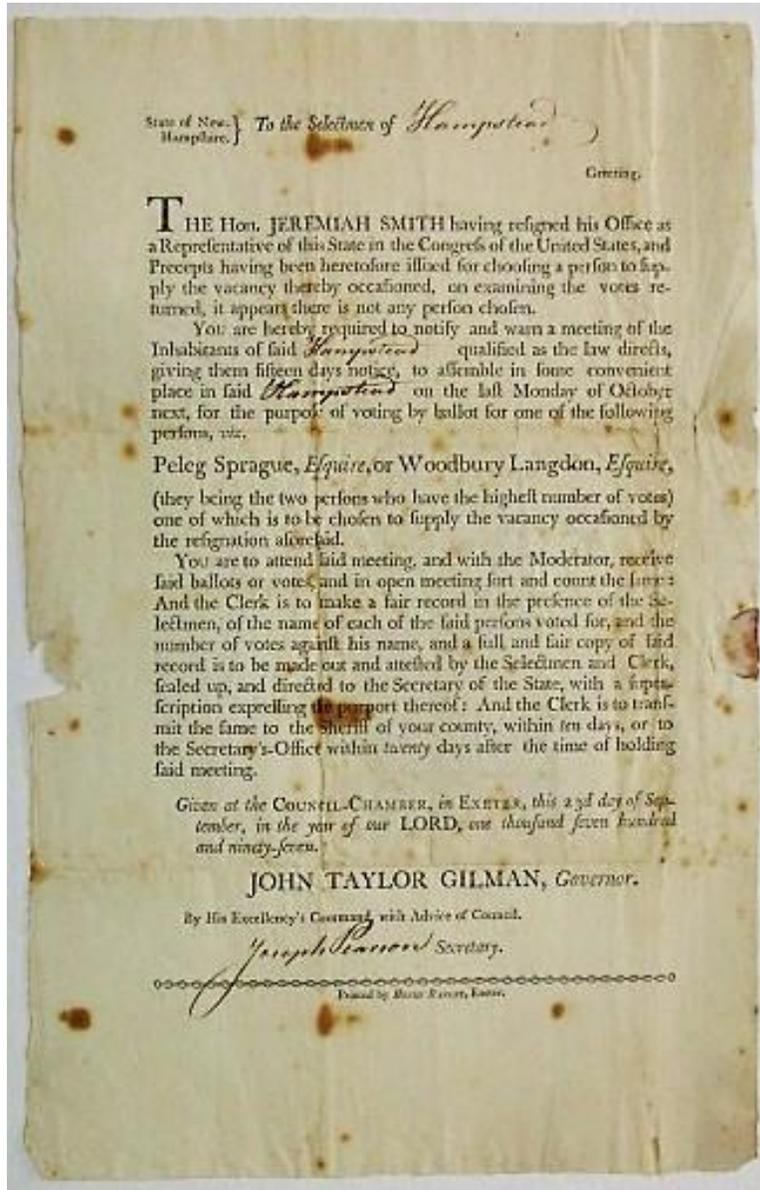 State of New- } To the Selectmen of Hampstead
Hampshire.
Greeting.
THE Hon. JEREMIAH SMITH having reſigned his Office as
a Repreſentative of this State in the Congreſs of the United States, and
Precepts having been heretofore iſſued for chooſing a perſon to ſup-
ply the vacancy thereby occaſioned, on examining the votes re-
turned, it appears there is not any perſon choſen.
YOU are hereby required to notify and warn a meeting of the
Inhabitants of ſaid Hampstead qualified as the law directs,
giving them fifteen days notice, to aſſemble in ſome convenient
place in ſaid Hampstead on the laſt Monday of October
next, for the purpoſe of voting by ballot for one of the following
perſons, viz.
Peleg Sprague, Eſquire, or Woodbury Langdon, Eſquire,
(they being the two perſons who have the higheſt number of votes)
one of which is to be choſen to ſupply the vacancy occaſioned by
the reſignation aforeſaid.
YOU are to attend ſaid meeting, and with the Moderator, receive
ſaid ballots or votes, and in open meeting ſort and count the ſame:
And the Clerk is to make a fair record in the preſence of the Se-
lectmen, of the name of each of the ſaid perſons voted for, and the
number of votes againſt his name, and a full and fair copy of ſaid
record is to be made out and atteſted by the Selectmen and Clerk,
ſealed up, and directed to the Secretary of the State, with a ſuper-
ſcription expreſſing the purport thereof: And the Clerk is to tranſ-
mit the ſame to the Sheriff of your county, within ten days, or to
the Secretary's-Office within twenty days after the time of holding
ſaid meeting.
Given at the COUNCIL-CHAMBER, in EXETER, this 23d day of Sep-
tember, in the year of our LORD, one thouſand ſeven hundred
and ninety-ſeven.
JOHN TAYLOR GILMAN, Governor.
By His Excellency's Command, with Advice of Council.
Joseph Pearson Secretary.
Printed by Exeter.